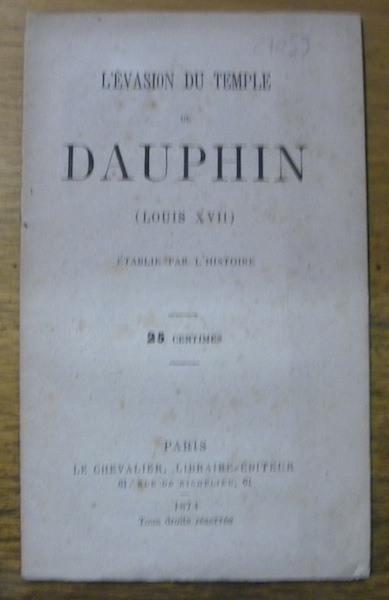 L'ÉVASION DU TEMPLE
DU
DAUPHIN
(LOUIS XVII)
ÉTABLIE PAR L'HISTOIRE
25 CENTIMES
PARIS
LE CHEVALIER, LIBRAIRE-ÉDITEUR
61, RUE DE RICHELIEU, 61
1874
Tous droits réservés